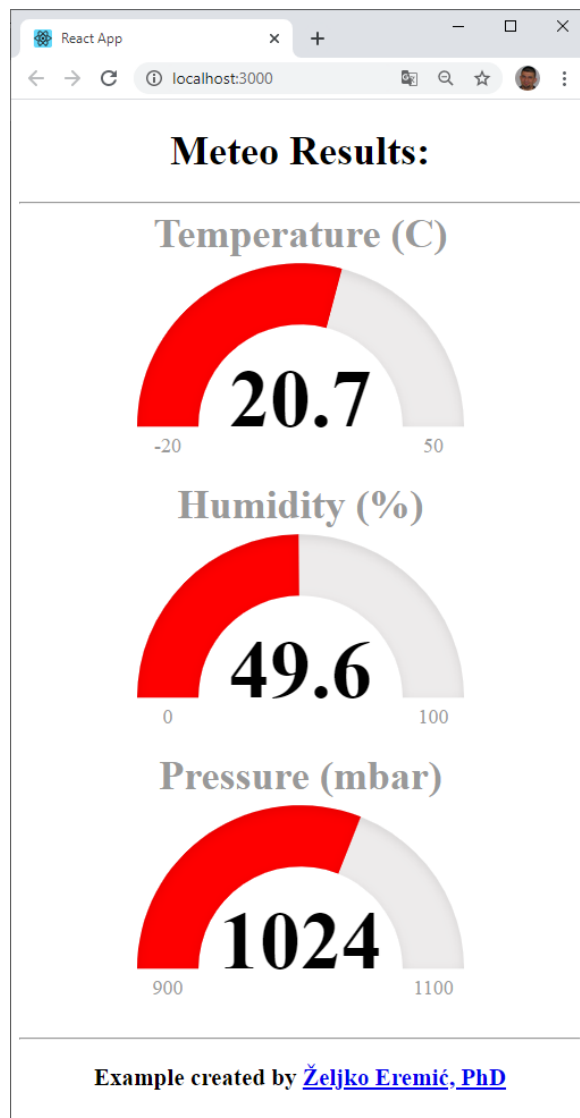 React App
localhost:3000
Meteo Results:
Temperature (C)
20.7
-20 50
Humidity (%)
49.6
0 100
Pressure (mbar)
1024
900 1100
Example created by Željko Eremić, PhD